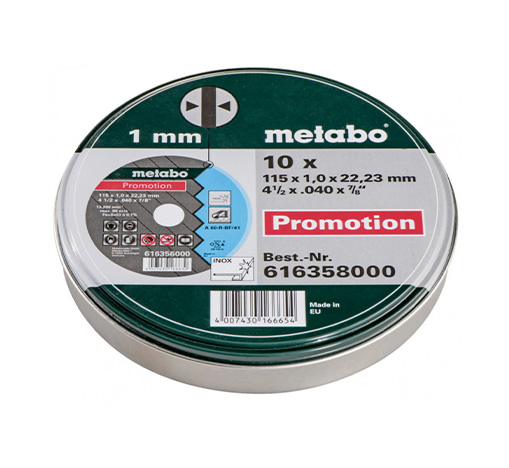 1 mm
metabo
10 x
115 x 1,0 x 22,23 mm
4 1/2 x .040 x 7/8"
Promotion
Best.-Nr.
616358000
metabo
Promotion
115 x 1,0 x 22,23 mm
4 1/2 x .040 x 7/8"
A 60-R-BF/41
616356000
INOX
Made in
EU
4 007430 166654